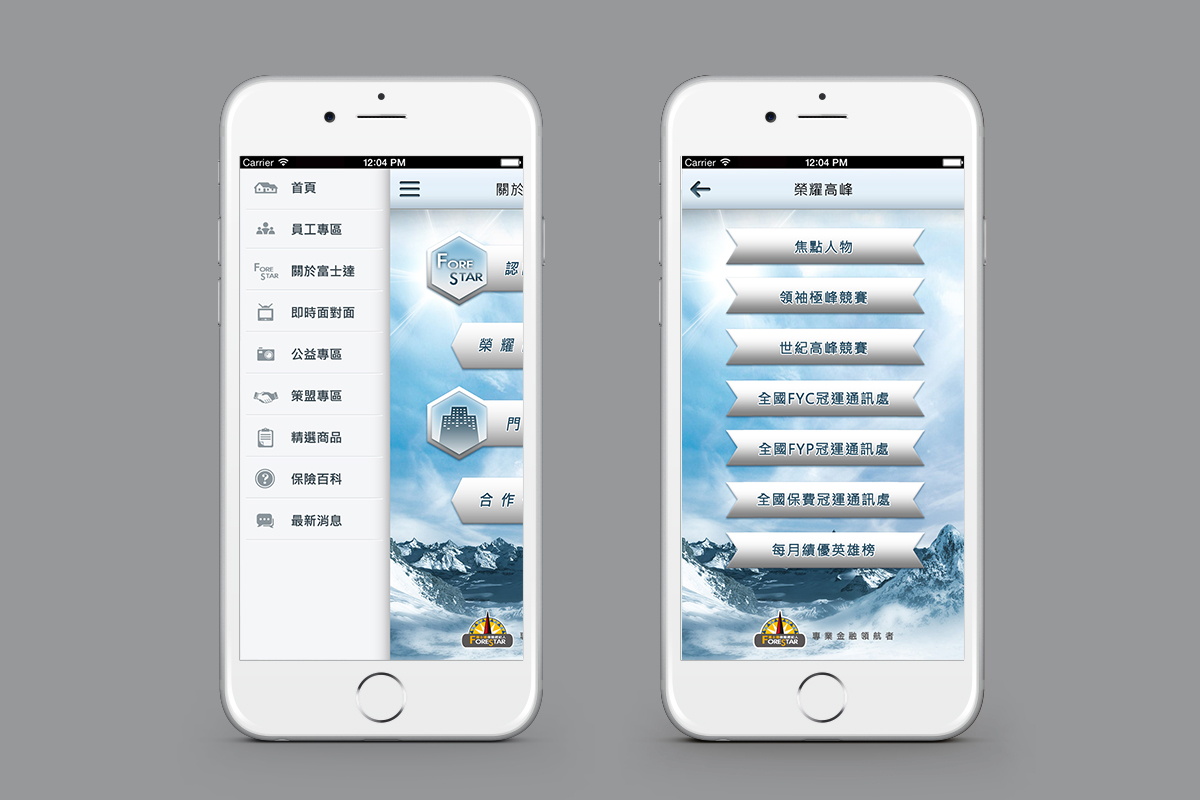 Carrier 12:04 PM
首頁
員工專區
FORE STAR 關於富士達
即時面對面
公益專區
策盟專區
精選商品
保險百科
最新消息
關於
FORE
STAR
認
榮耀
門
合作
FORESTAR
Carrier 12:04 PM
榮耀高峰
焦點人物
領袖極峰競賽
世紀高峰競賽
全國FYC冠運通訊處
全國FYP冠運通訊處
全國保費冠運通訊處
每月績優英雄榜
FORESTAR 專業金融領航者